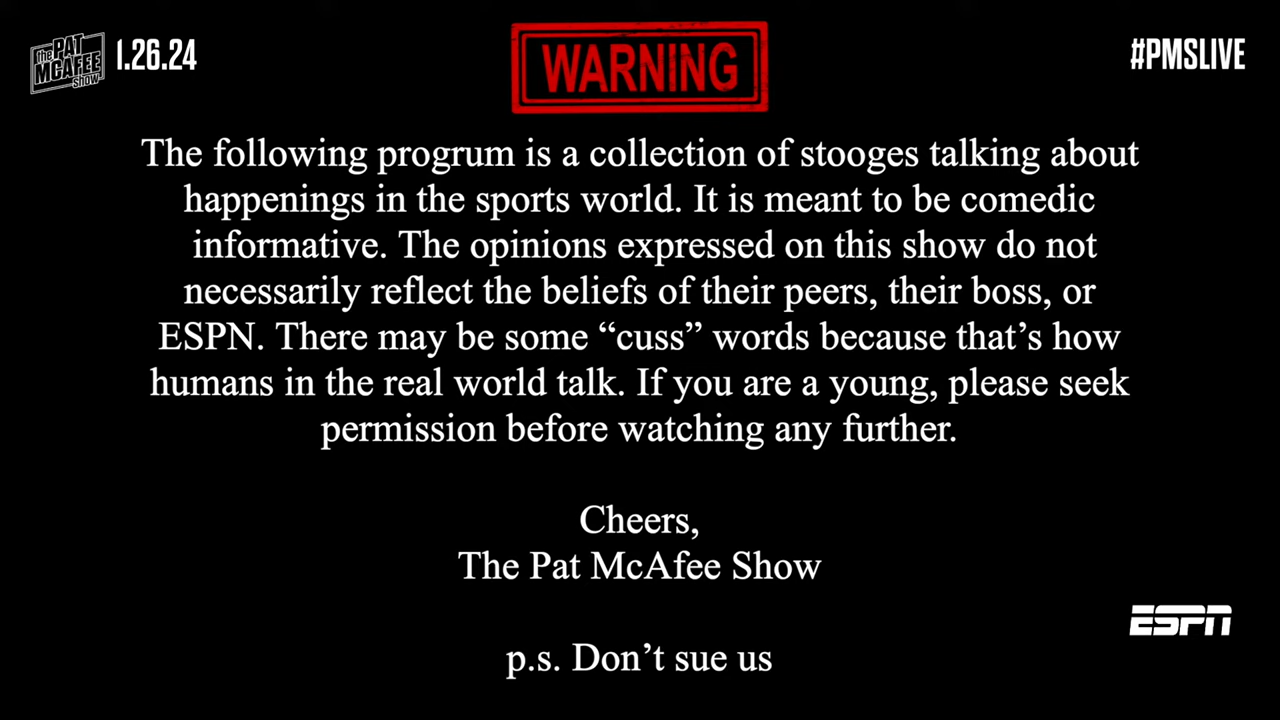 the PAT MCAFEE show
1.26.24
WARNING
#PMSLIVE
The following progrum is a collection of stooges talking about
happenings in the sports world. It is meant to be comedic
informative. The opinions expressed on this show do not
necessarily reflect the beliefs of their peers, their boss, or
ESPN. There may be some “cuss” words because that’s how
humans in the real world talk. If you are a young, please seek
permission before watching any further.
Cheers,
The Pat McAfee Show
ESPN
p.s. Don’t sue us